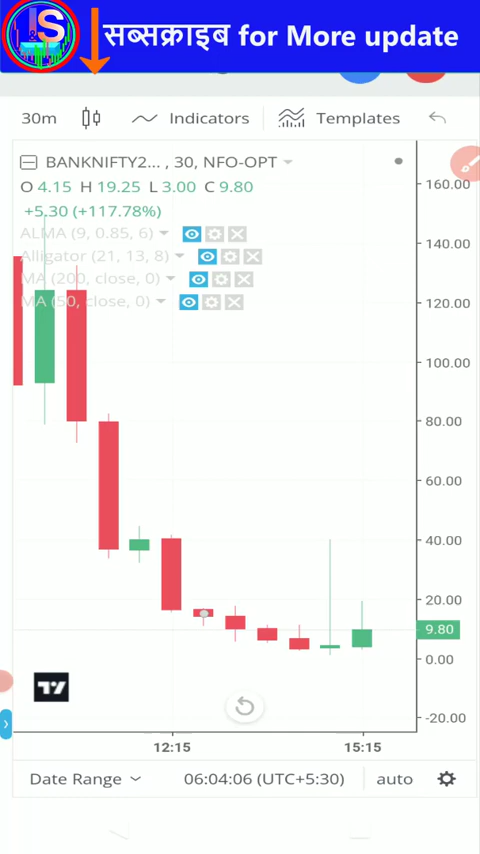 JS
सब्सक्राइब for More update
30m Indicators Templates
BANKNIFTY2... , 30, NFO-OPT
O 4.15 H 19.25 L 3.00 C 9.80
+5.30 (+117.78%)
ALMA (9, 0.85, 6)
Alligator (21, 13, 8)
MA (200, close, 0)
MA (50, close, 0)
160.00
140.00
120.00
100.00
80.00
60.00
40.00
20.00
9.80
0.00
-20.00
12:15 15:15
Date Range 06:04:06 (UTC+5:30) auto